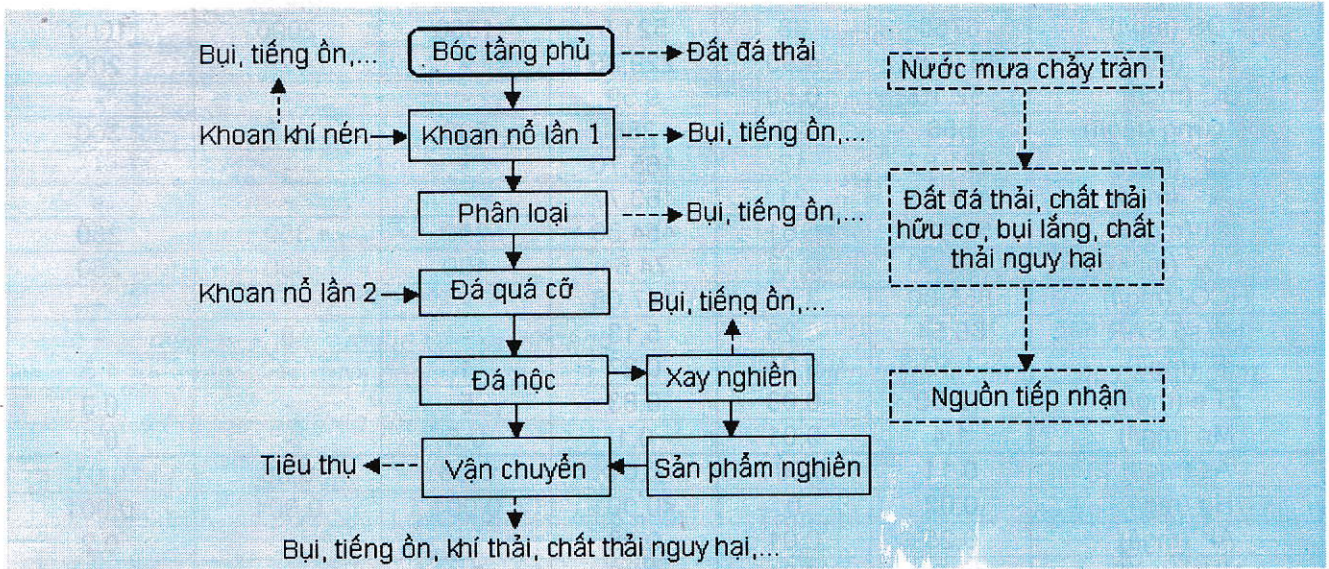 Bụi, tiếng ồn,...
Bóc tầng phủ
Đất đá thải
Khoan khí nén
Khoan nổ lần 1
Bụi, tiếng ồn,...
Phân loại
Bụi, tiếng ồn,...
Khoan nổ lần 2
Đá quá cỡ
Bụi, tiếng ồn,...
Đá hộc
Xay nghiền
Tiêu thụ
Vận chuyển
Sản phẩm nghiền
Bụi, tiếng ồn, khí thải, chất thải nguy hại,...
Nước mưa chảy tràn
Đất đá thải, chất thải
hữu cơ, bụi lắng, chất
thải nguy hại
Nguồn tiếp nhận